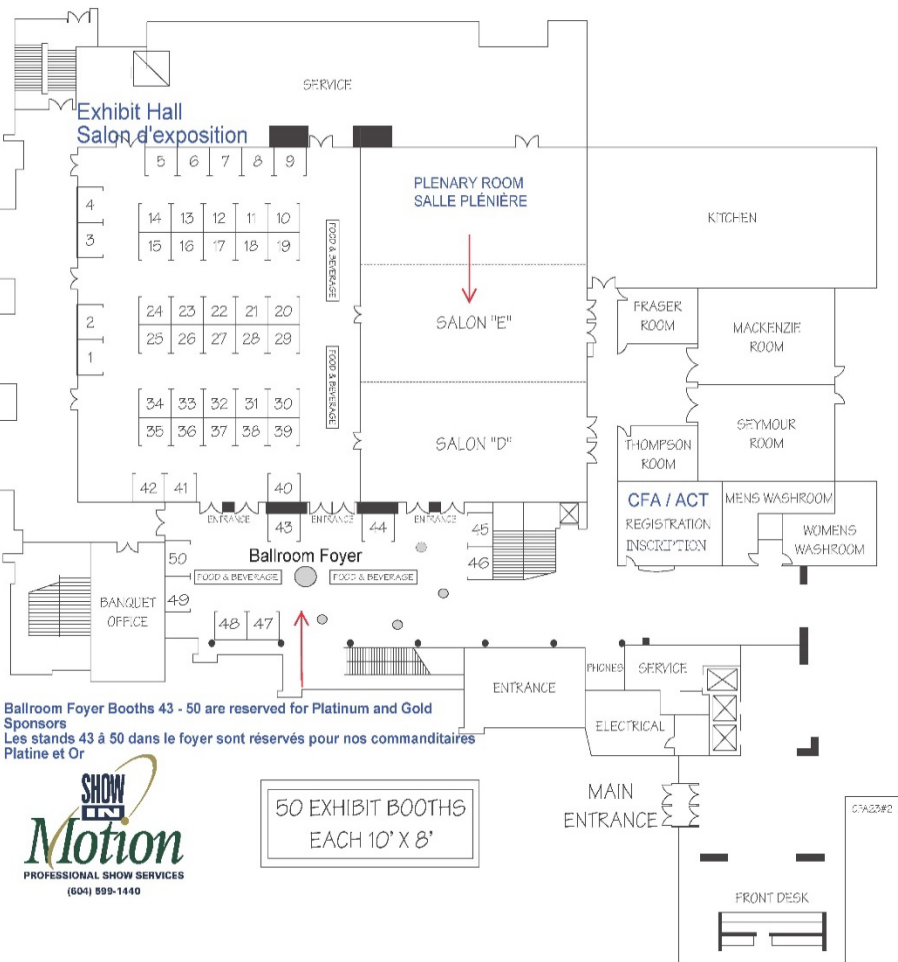 SERVICE
Exhibit Hall
Salon d'exposition
5 6 7 8 9
PLENARY ROOM
SALLE PLÉNIÈRE
4
3
14 13 12 11 10
15 16 17 18 19
FOOD & BEVERAGE
KITCHEN
2
1
24 23 22 21 20
25 26 27 28 29
SALON "E"
FRASER
ROOM
MACKENZIE
ROOM
FOOD & BEVERAGE
34 33 32 31 30
35 36 37 38 39
SALON "D"
SEYMOUR
ROOM
THOMPSON
ROOM
42 41 40
CFA / ACT
REGISTRATION
INSCRIPTION
MENS WASHROOM
WOMENS
WASHROOM
ENTRANCE ENTRANCE ENTRANCE
43 44 45
46
Ballroom Foyer
FOOD & BEVERAGE FOOD & BEVERAGE
50
49
BANQUET
OFFICE
48 47
ENTRANCE
PHONES
SERVICE
ELECTRICAL
Ballroom Foyer Booths 43 - 50 are reserved for Platinum and Gold
Sponsors
Les stands 43 à 50 dans le foyer sont réservés pour nos commanditaires
Platine et Or
SHOW
IN
Motion
PROFESSIONAL SHOW SERVICES
(604) 599-1440
50 EXHIBIT BOOTHS
EACH 10' X 8'
MAIN
ENTRANCE
CFA23#2
FRONT DESK